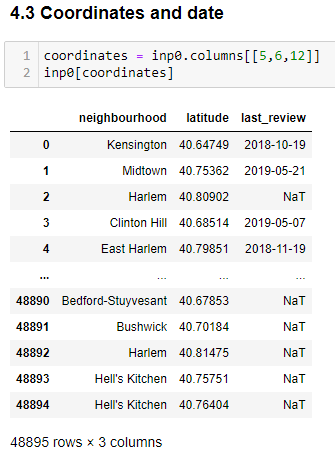 4.3 Coordinates and date
1 coordinates = inp0.columns[[5,6,12]]
2 inp0[coordinates]
neighbourhood latitude last_review
0 Kensington 40.64749 2018-10-19
1 Midtown 40.75362 2019-05-21
2 Harlem 40.80902 NaT
3 Clinton Hill 40.68514 2019-05-07
4 East Harlem 40.79851 2018-11-19
... ... ... ...
48890 Bedford-Stuyvesant 40.67853 NaT
48891 Bushwick 40.70184 NaT
48892 Harlem 40.81475 NaT
48893 Hell's Kitchen 40.75751 NaT
48894 Hell's Kitchen 40.76404 NaT
48895 rows × 3 columns